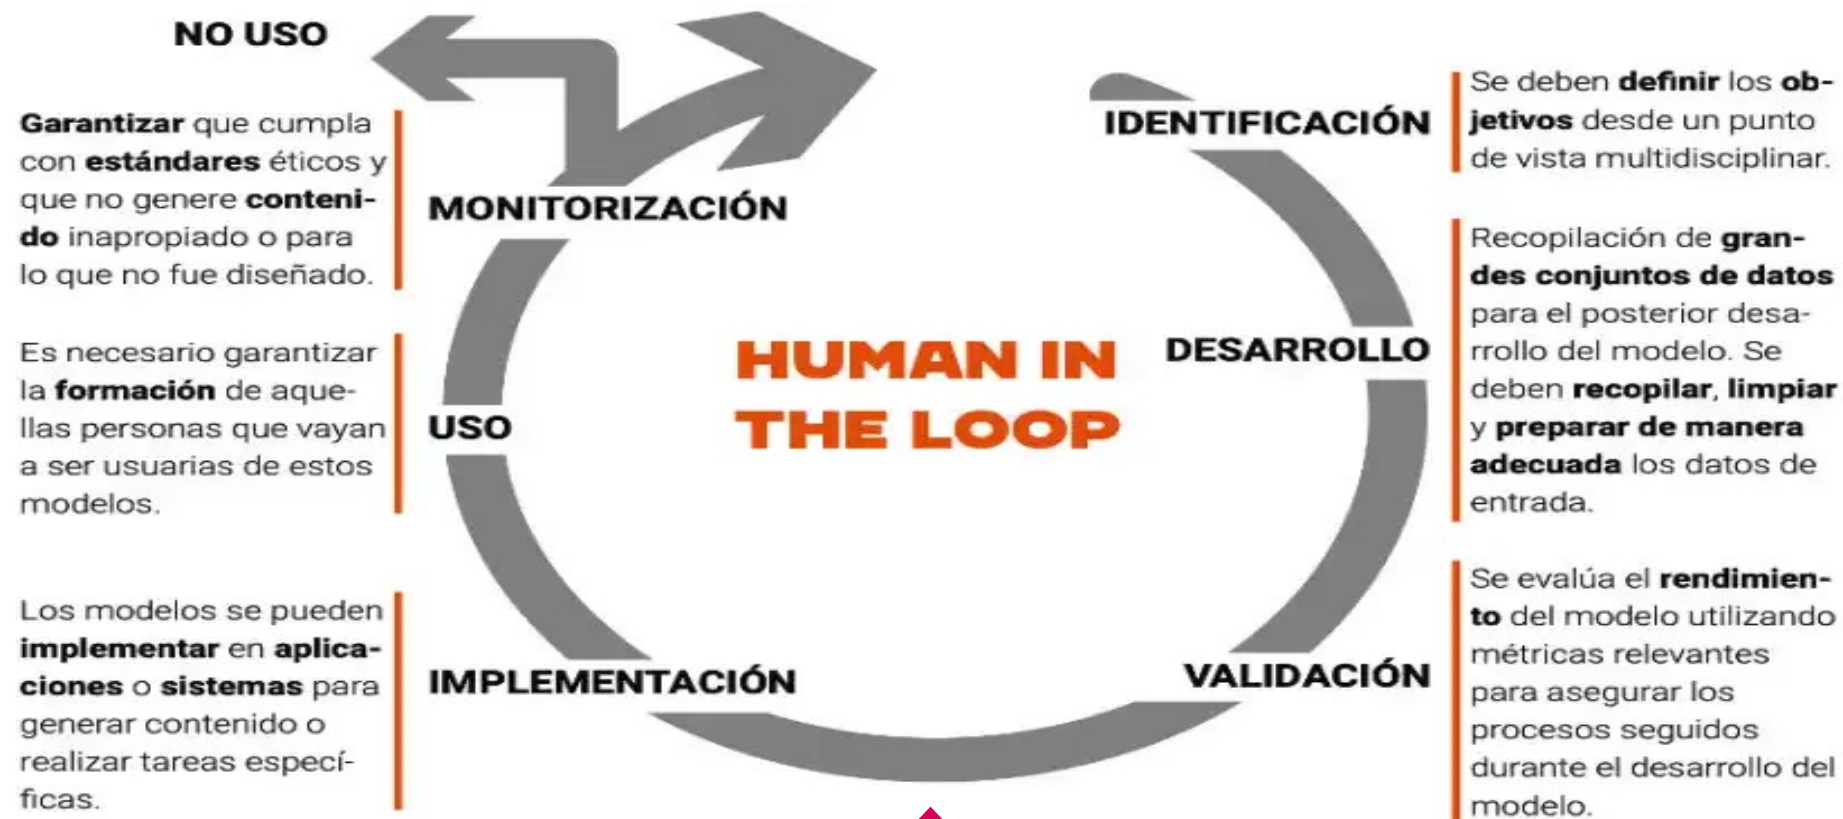 NO USO
Garantizar que cumpla
con estándares éticos y
que no genere conteni-
do inapropiado o para
lo que no fue diseñado.
MONITORIZACIÓN
Es necesario garantizar
la formación de aque-
llas personas que vayan
a ser usuarias de estos
modelos.
USO
Los modelos se pueden
implementar en aplica-
ciones o sistemas para
generar contenido o
realizar tareas especí-
ficas.
IMPLEMENTACIÓN
HUMAN IN
THE LOOP
IDENTIFICACIÓN
Se deben definir los ob-
jetivos desde un punto
de vista multidisciplinar.
DESARROLLO
Recopilación de gran-
des conjuntos de datos
para el posterior desa-
rrollo del modelo. Se
deben recopilar, limpiar
y preparar de manera
adecuada los datos de
entrada.
VALIDACIÓN
Se evalúa el rendimien-
to del modelo utilizando
métricas relevantes
para asegurar los
procesos seguidos
durante el desarrollo del
modelo.